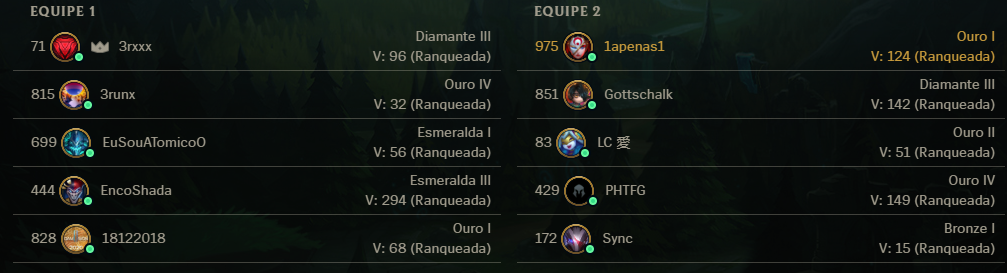 EQUIPE 1
71 3rxxx Diamante III
V: 96 (Ranqueada)
815 3runx Ouro IV
V: 32 (Ranqueada)
699 EuSouATomicoO Esmeralda I
V: 56 (Ranqueada)
444 EncoShada Esmeralda III
V: 294 (Ranqueada)
828 18122018 Ouro I
V: 68 (Ranqueada)
EQUIPE 2
975 1apenas1 Ouro I
V: 124 (Ranqueada)
851 Gottschalk Diamante III
V: 142 (Ranqueada)
83 LC 愛 Ouro II
V: 51 (Ranqueada)
429 PHTFG Ouro IV
V: 149 (Ranqueada)
172 Sync Bronze I
V: 15 (Ranqueada)